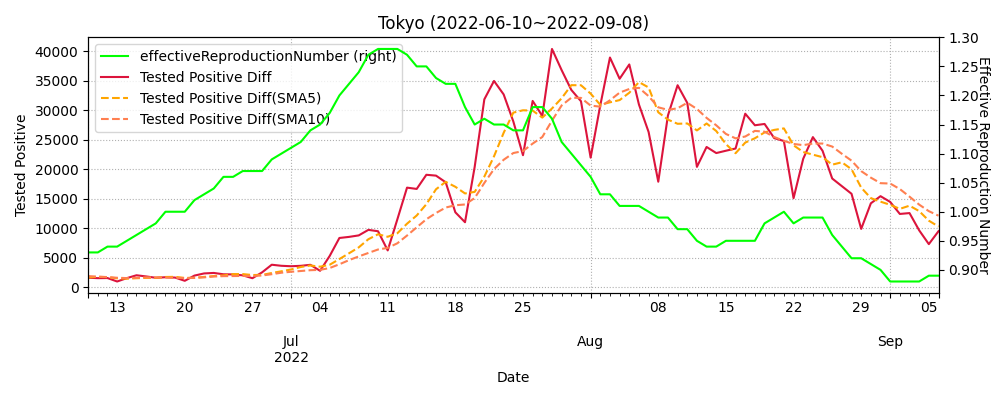 Tokyo (2022-06-10~2022-09-08)
effectiveReproductionNumber (right)
Tested Positive Diff
Tested Positive Diff(SMA5)
Tested Positive Diff(SMA10)
Tested Positive
40000
35000
30000
25000
20000
15000
10000
5000
0
1.30
1.25
1.20
1.15
1.10
1.05
1.00
0.95
0.90
Effective Reproduction Number
13 20 27 04 11 18 25 08 15 22 29 05
Jul Aug Sep
2022
Date